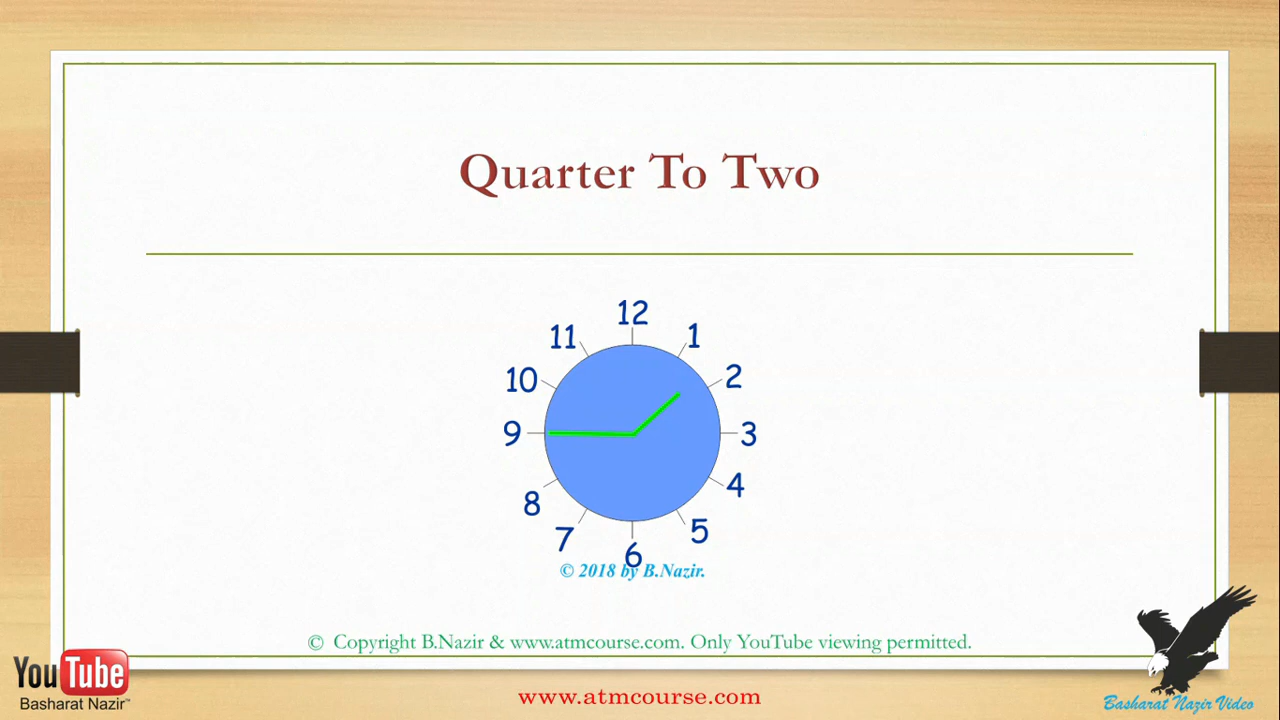 Quarter To Two
12
11
1
10
2
9
3
8
4
7
5
6
© 2018 by B.Nazir.
© Copyright B.Nazir & www.atmcourse.com. Only YouTube viewing permitted.
YouTube
Basharat Nazir™
www.atmcourse.com
Basharat Nazir Video